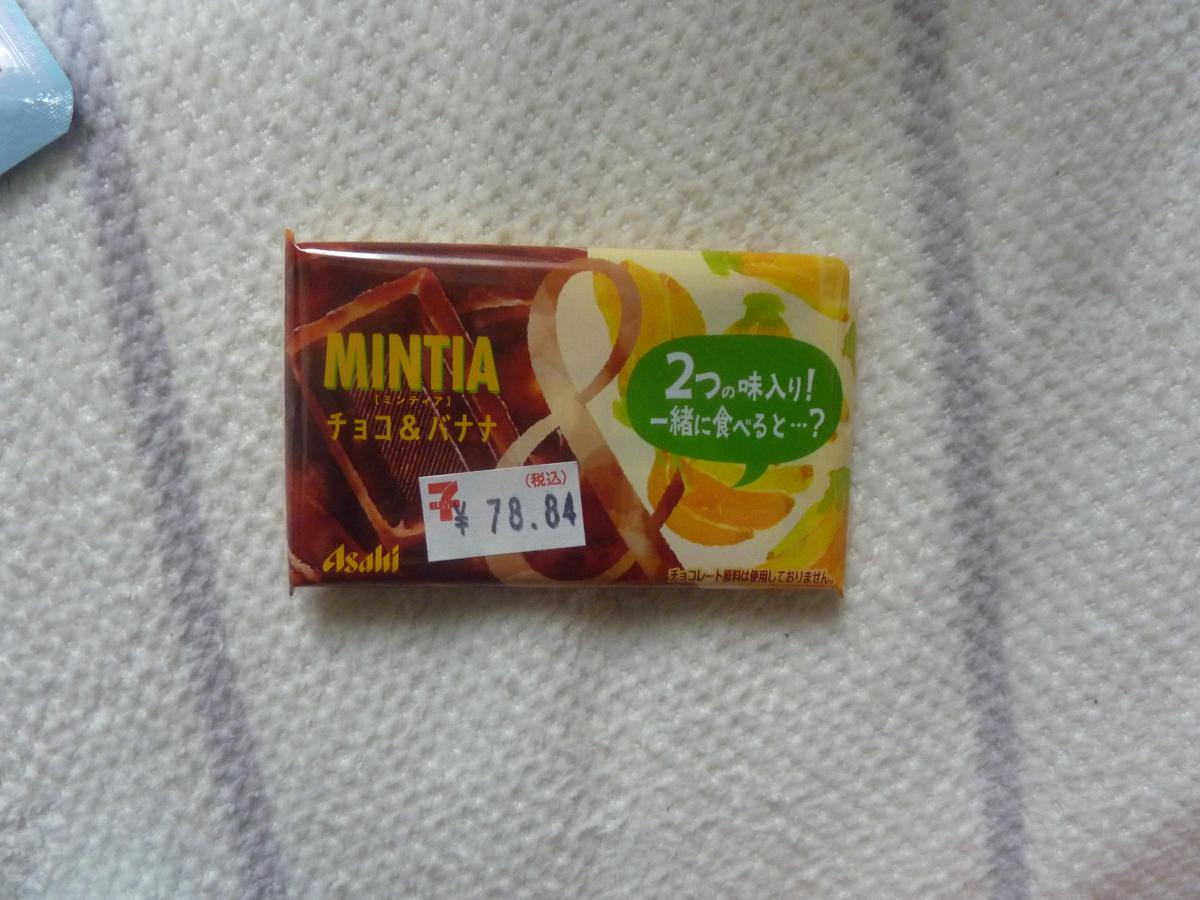 MINTIA
[ミンティア]
チョコ&バナナ
2つの味入り!
一緒に食べると…?
(税込)
7
ELEVEN
¥ 78.84
Asahi
チョコレート原料は使用しておりません。